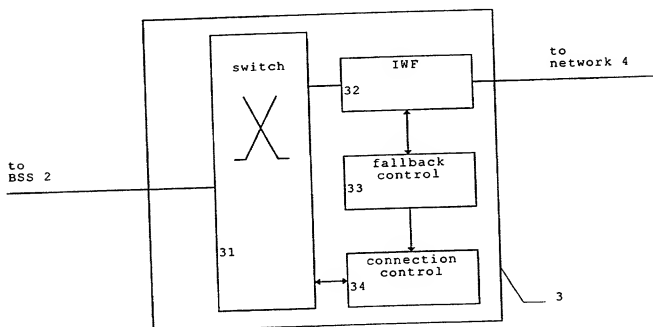 to
network 4
switch
IWF
32
to
BSS 2
fallback
control
33
31
connection
control
34
3